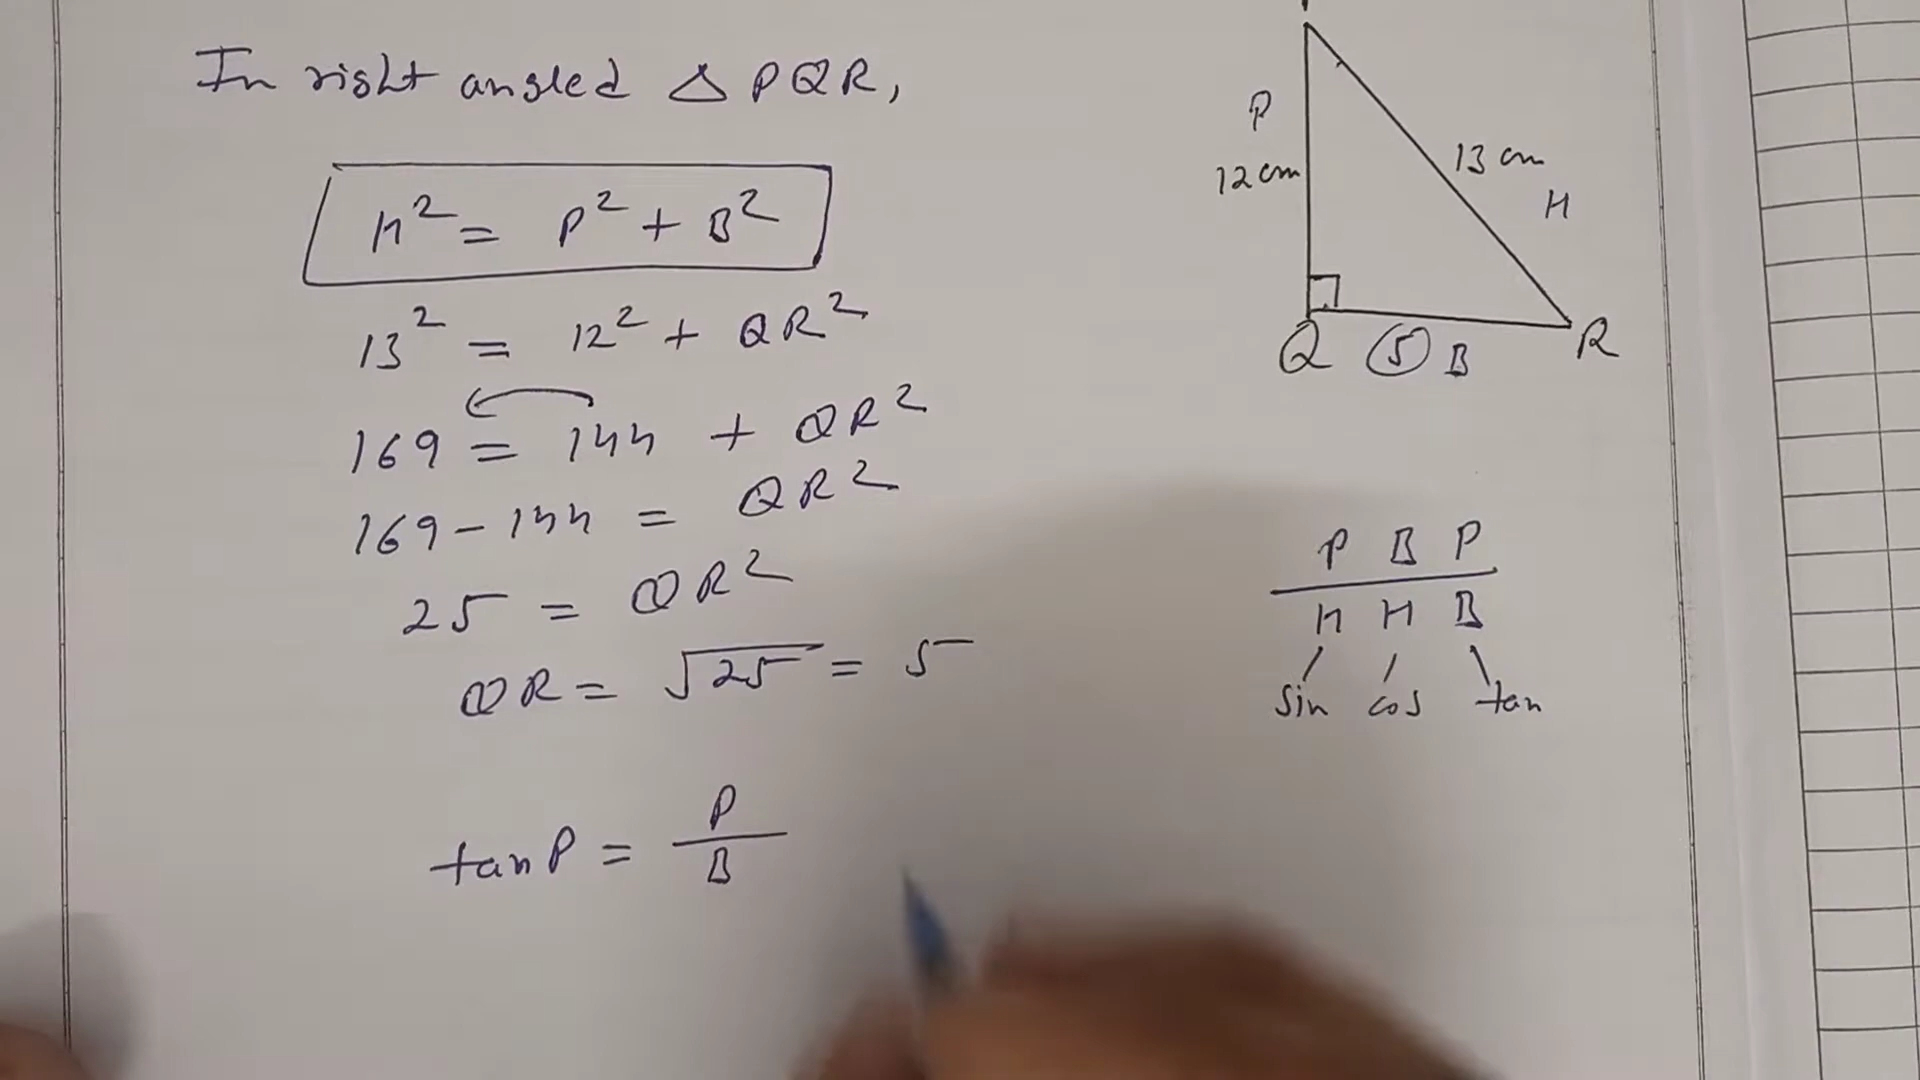 In right angled △ PQR,
H² = P² + B²
13² = 12² + QR²
169 = 144 + QR²
169 - 144 = QR²
25 = QR²
QR = √25 = 5
tan P = P/B
P
12 cm
13 cm
H
Q 5 B R
P B P
H H B
sin cos tan